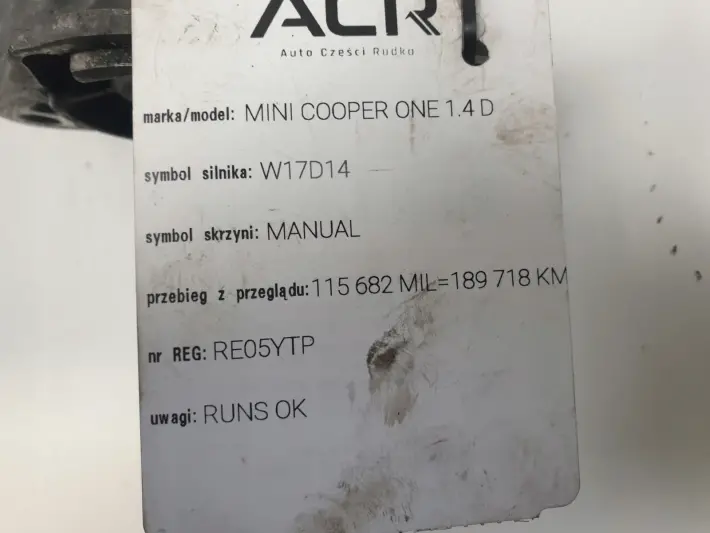 ACR
Auto Części Rudko
marka/model: MINI COOPER ONE 1.4 D
symbol silnika: W17D14
symbol skrzyni: MANUAL
przebieg z przeglądu: 115 682 MIL=189 718 KM
nr REG: RE05YTP
uwagi: RUNS OK